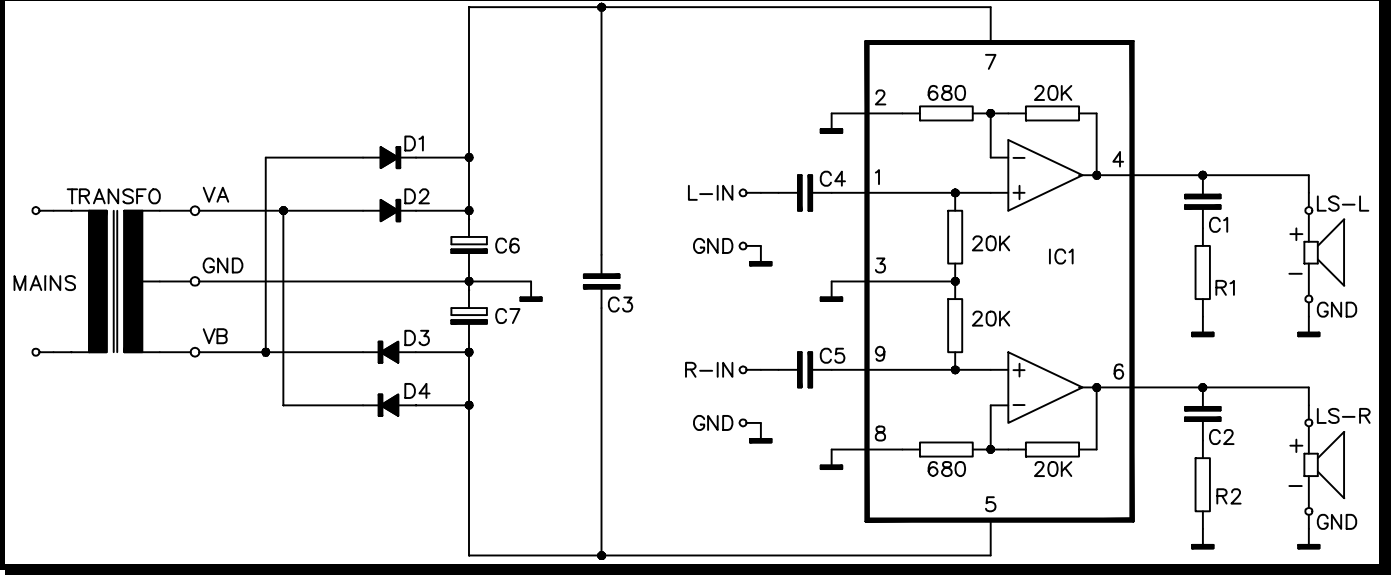 7
2
680
20K
D1
4
1
C4
L-IN
−
+
TRANSFO
VA
D2
LS-L
C1
+
GND
20K
IC1
C6
GND
3
−
MAINS
R1
C3
GND
C7
20K
VB
D3
C5
9
R-IN
+
6
D4
−
GND
8
LS-R
C2
+
680
20K
−
R2
5
GND